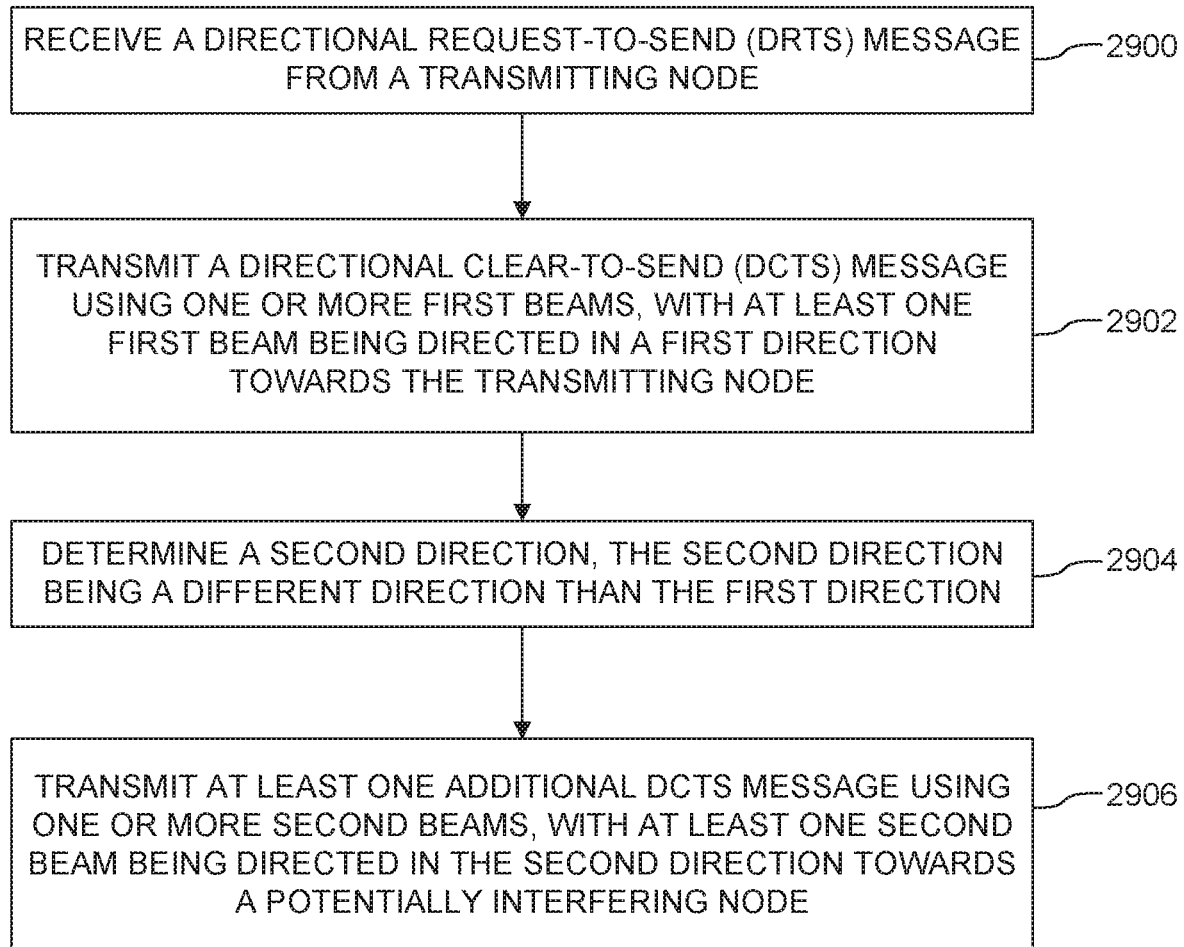 RECEIVE A DIRECTIONAL REQUEST-TO-SEND (DRTS) MESSAGE
FROM A TRANSMITTING NODE
2900
TRANSMIT A DIRECTIONAL CLEAR-TO-SEND (DCTS) MESSAGE
USING ONE OR MORE FIRST BEAMS, WITH AT LEAST ONE
FIRST BEAM BEING DIRECTED IN A FIRST DIRECTION
TOWARDS THE TRANSMITTING NODE
2902
DETERMINE A SECOND DIRECTION, THE SECOND DIRECTION
BEING A DIFFERENT DIRECTION THAN THE FIRST DIRECTION
2904
TRANSMIT AT LEAST ONE ADDITIONAL DCTS MESSAGE USING
ONE OR MORE SECOND BEAMS, WITH AT LEAST ONE SECOND
BEAM BEING DIRECTED IN THE SECOND DIRECTION TOWARDS
A POTENTIALLY INTERFERING NODE
2906